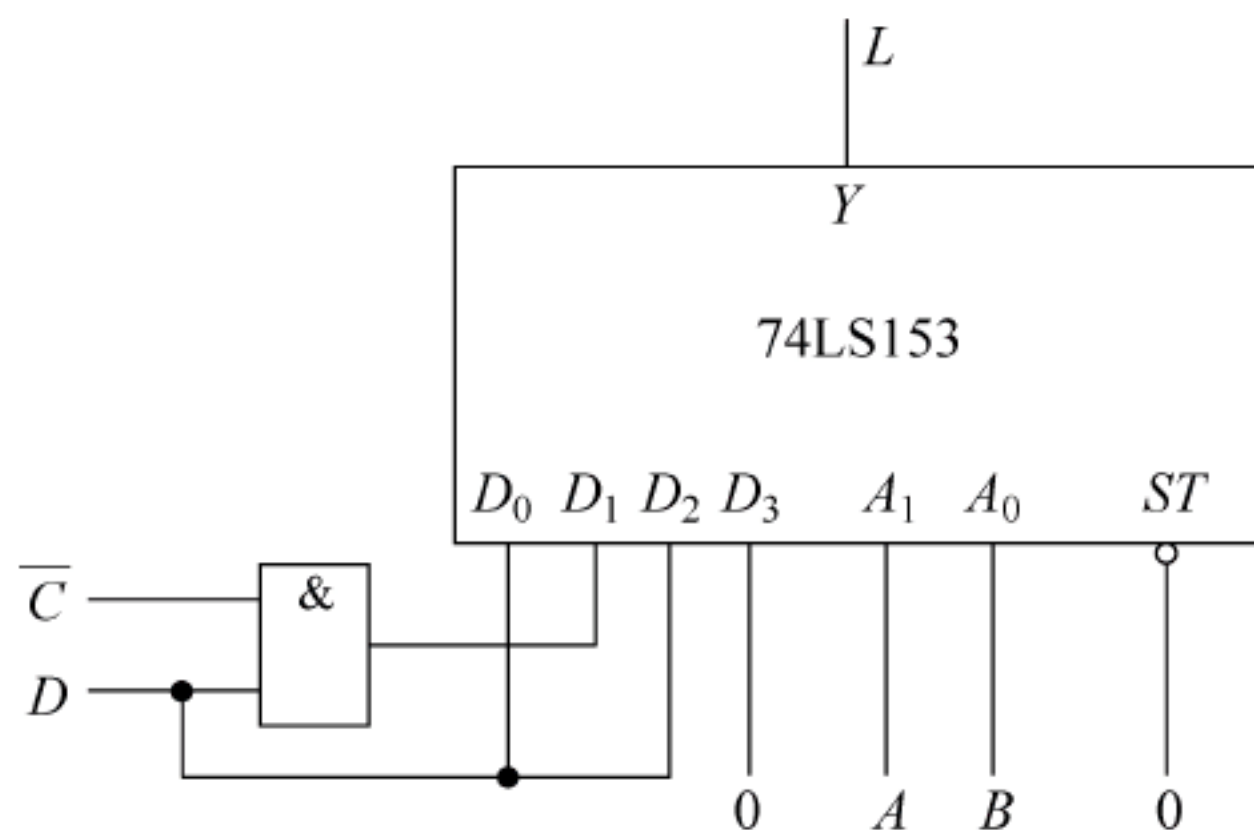 L
Y
74LS153
D₀ D₁ D₂ D₃ A₁ A₀ ST
C̅ &
D
0 A B 0